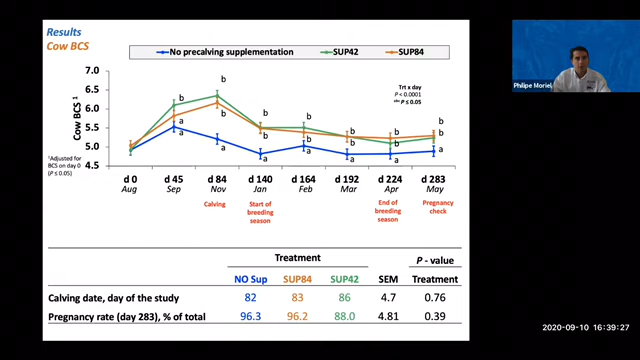 Results
Cow BCS
No precalving supplementation SUP42 SUP84
Cow BCS 1
7.0
6.5
6.0
5.5
5.0
4.5
b
b
a
a
b
a
b
b
a
b
b
a
b
b
a
b
b
a
b
b
a
Trt x day
P < 0.0001
abc P ≤ 0.05
1Adjusted for
BCS on day 0
(P ≤ 0.05)
d 0 d 45 d 84 d 140 d 164 d 192 d 224 d 283
Aug Sep Nov Jan Feb Mar Apr May
Calving Start of breeding season End of breeding season Pregnancy check
Treatment P - value
NO Sup SUP84 SUP42 SEM Treatment
Calving date, day of the study 82 83 86 4.7 0.76
Pregnancy rate (day 283), % of total 96.3 96.2 88.0 4.81 0.39
Philipe Moriel
2020-09-10 16:39:27